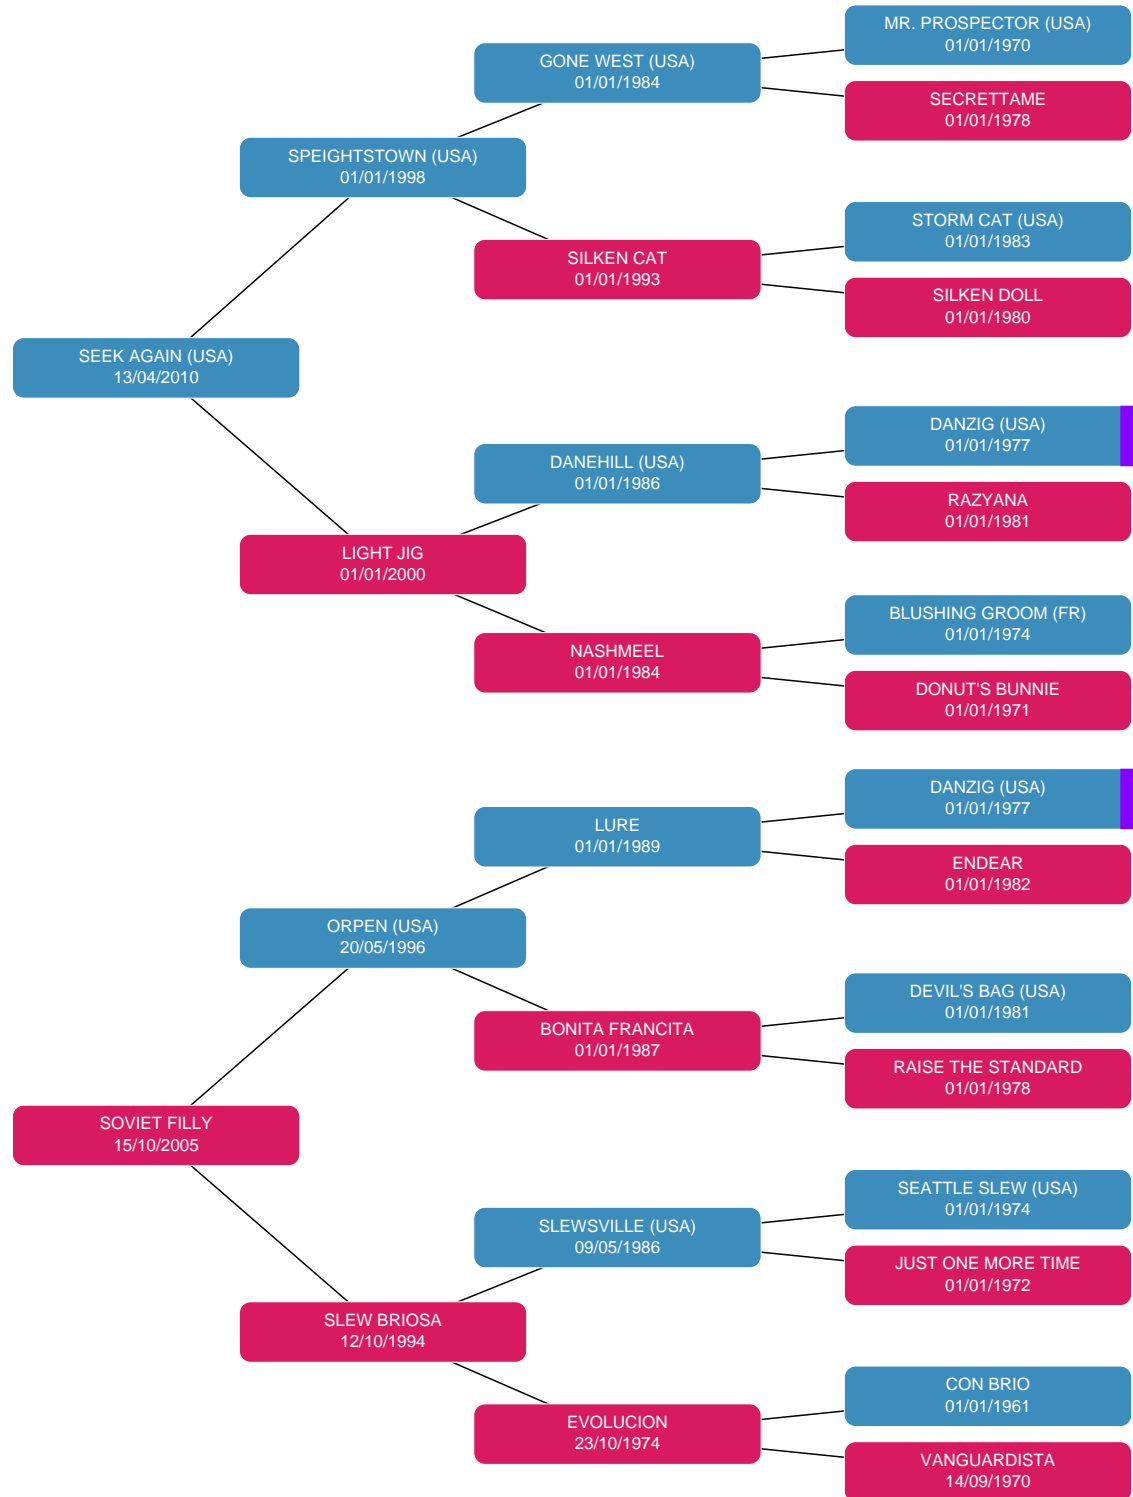 MR. PROSPECTOR (USA)
01/01/1970
GONE WEST (USA)
01/01/1984
SECRETTAME
01/01/1978
SPEIGHTSTOWN (USA)
01/01/1998
STORM CAT (USA)
01/01/1983
SILKEN CAT
01/01/1993
SILKEN DOLL
01/01/1980
SEEK AGAIN (USA)
13/04/2010
DANZIG (USA)
01/01/1977
DANEHILL (USA)
01/01/1986
RAZYANA
01/01/1981
LIGHT JIG
01/01/2000
BLUSHING GROOM (FR)
01/01/1974
NASHMEEL
01/01/1984
DONUT'S BUNNIE
01/01/1971
DANZIG (USA)
01/01/1977
LURE
01/01/1989
ENDEAR
01/01/1982
ORPEN (USA)
20/05/1996
DEVIL'S BAG (USA)
01/01/1981
BONITA FRANCITA
01/01/1987
RAISE THE STANDARD
01/01/1978
SOVIET FILLY
15/10/2005
SEATTLE SLEW (USA)
01/01/1974
SLEWSVILLE (USA)
09/05/1986
JUST ONE MORE TIME
01/01/1972
SLEW BRIOSA
12/10/1994
CON BRIO
01/01/1961
EVOLUCION
23/10/1974
VANGUARDISTA
14/09/1970